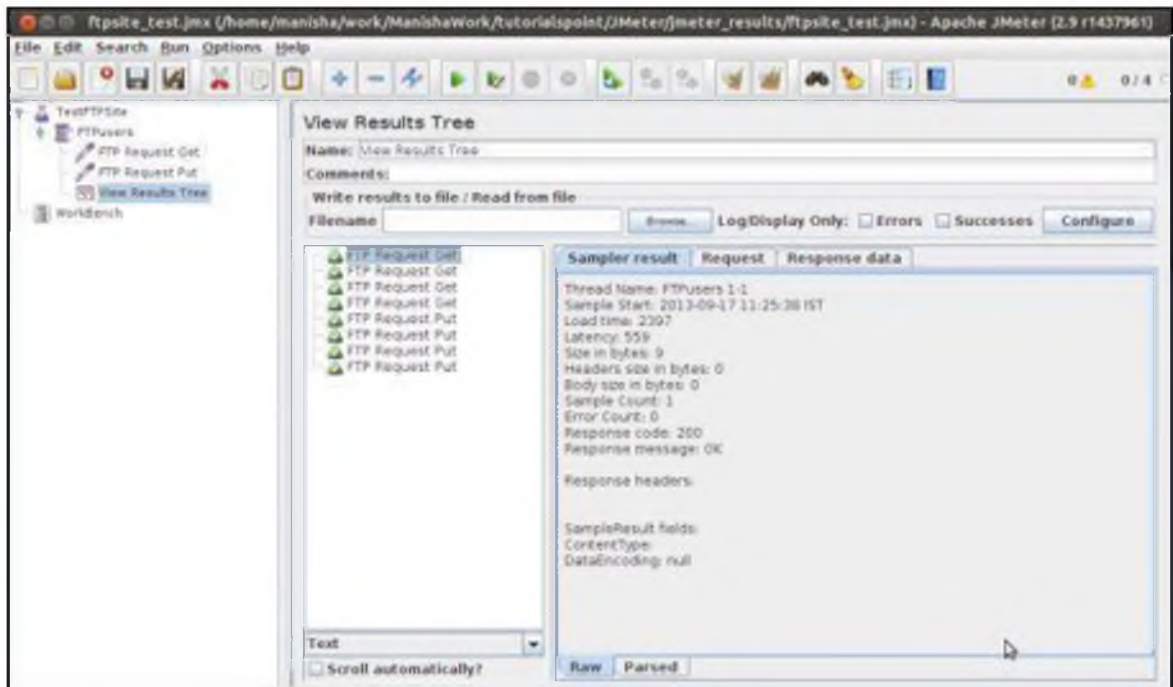 ftpsite_test.jmx (/home/manisha/work/ManishaWork/tutorialspoint/JMeter/jmeter_results/ftpsite_test.jmx) - Apache JMeter (2.9 r1437961)
File Edit Search Run Options Help
0 0 / 4
TestFTPSite
FTPusers
FTP Request Get
FTP Request Put
View Results Tree
WorkBench
View Results Tree
Name: View Results Tree
Comments:
Write results to file / Read from file
Filename Browse... Log/Display Only: Errors Successes Configure
FTP Request Get
FTP Request Get
FTP Request Get
FTP Request Get
FTP Request Put
FTP Request Put
FTP Request Put
FTP Request Put
Text
Scroll automatically?
Sampler result Request Response data
Thread Name: FTPusers 1-1
Sample Start: 2013-09-17 11:25:38 IST
Load time: 2397
Latency: 559
Size in bytes: 9
Headers size in bytes: 0
Body size in bytes: 0
Sample Count: 1
Error Count: 0
Response code: 200
Response message: OK
Response headers:
SampleResult fields:
ContentType:
DataEncoding: null
Raw Parsed